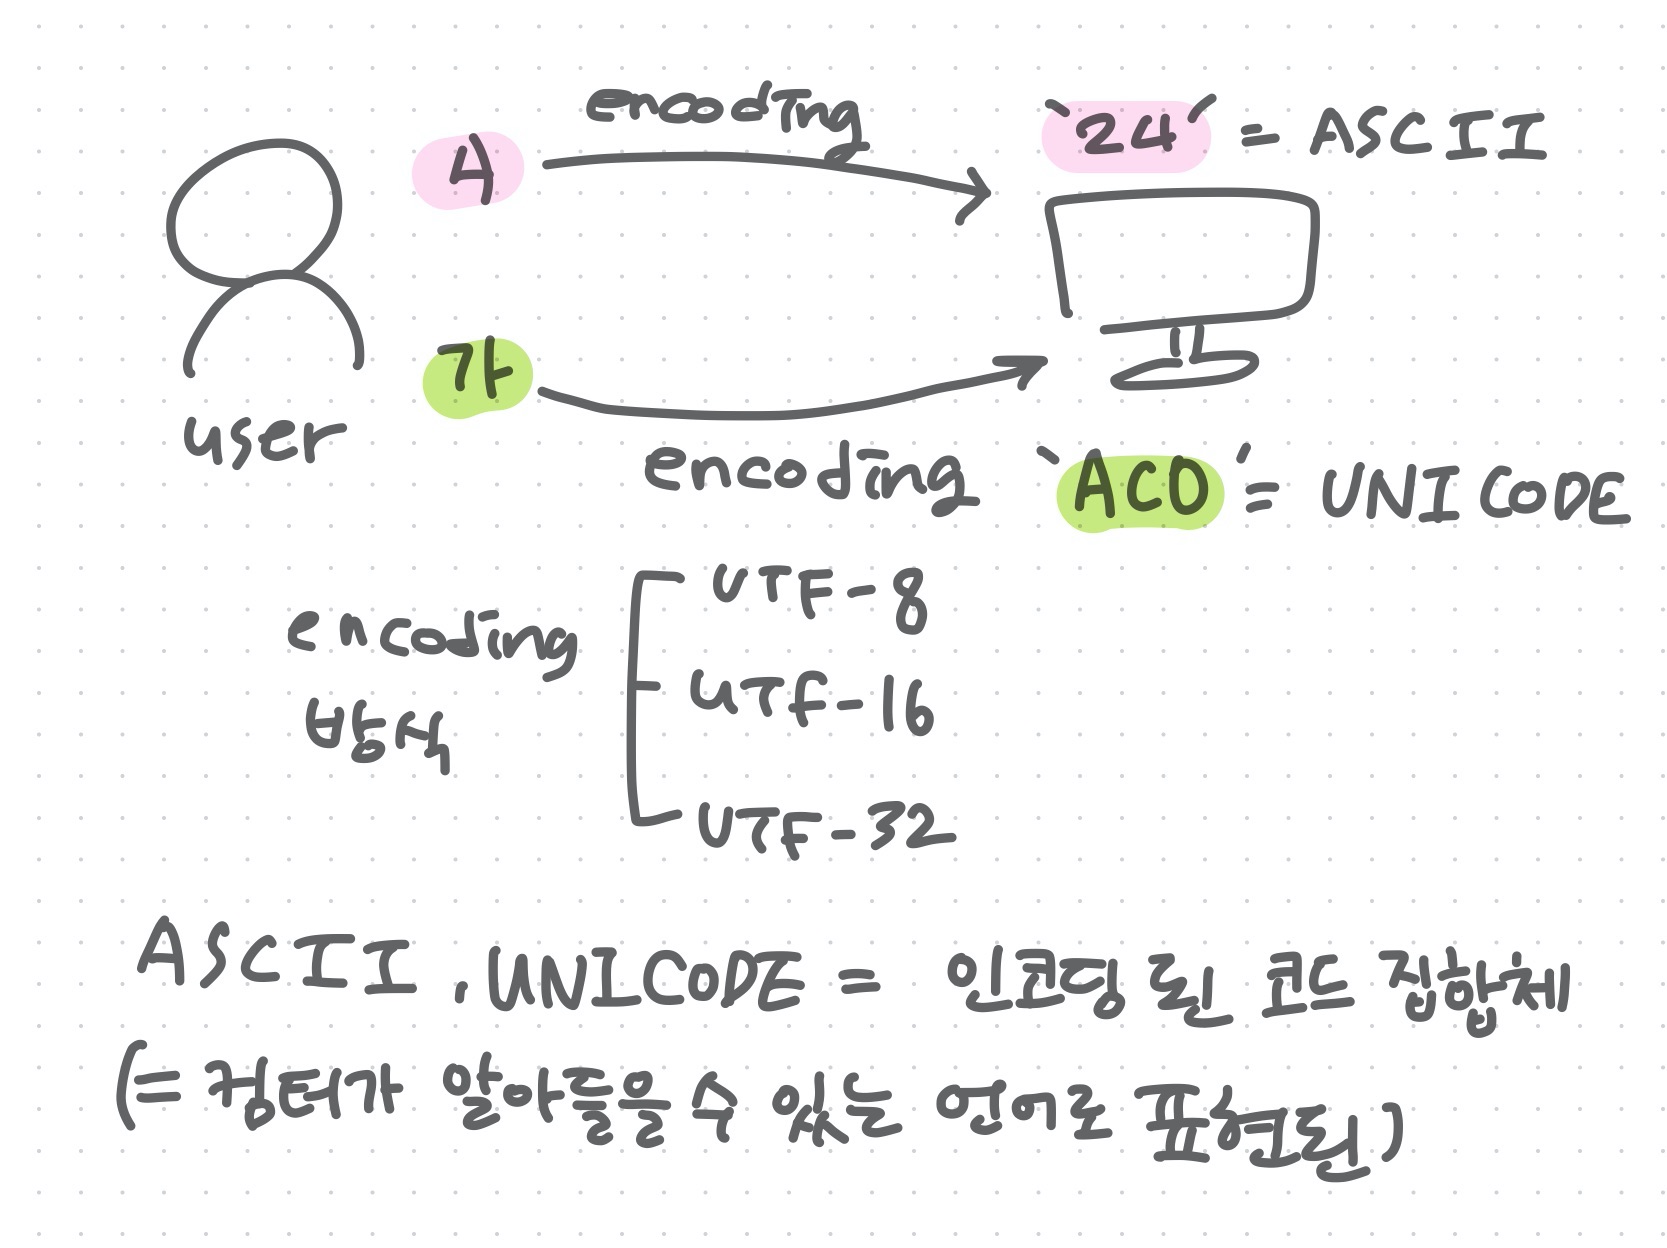 encoding
4
'24' = ASCII
가
user
encoding
'AC0' = UNICODE
encoding
방식
UTF-8
UTF-16
UTF-32
ASCII, UNICODE = 인코딩 된 코드 집합체
(= 컴터가 알아들을 수 있는 언어로 표현된)